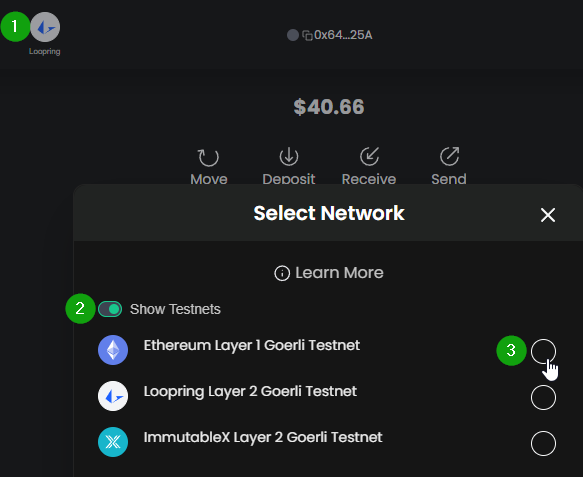 1
Loopring
0x64...25A
$40.66
Move Deposit Receive Send
Select Network
Learn More
2 Show Testnets
Ethereum Layer 1 Goerli Testnet 3
Loopring Layer 2 Goerli Testnet
ImmutableX Layer 2 Goerli Testnet